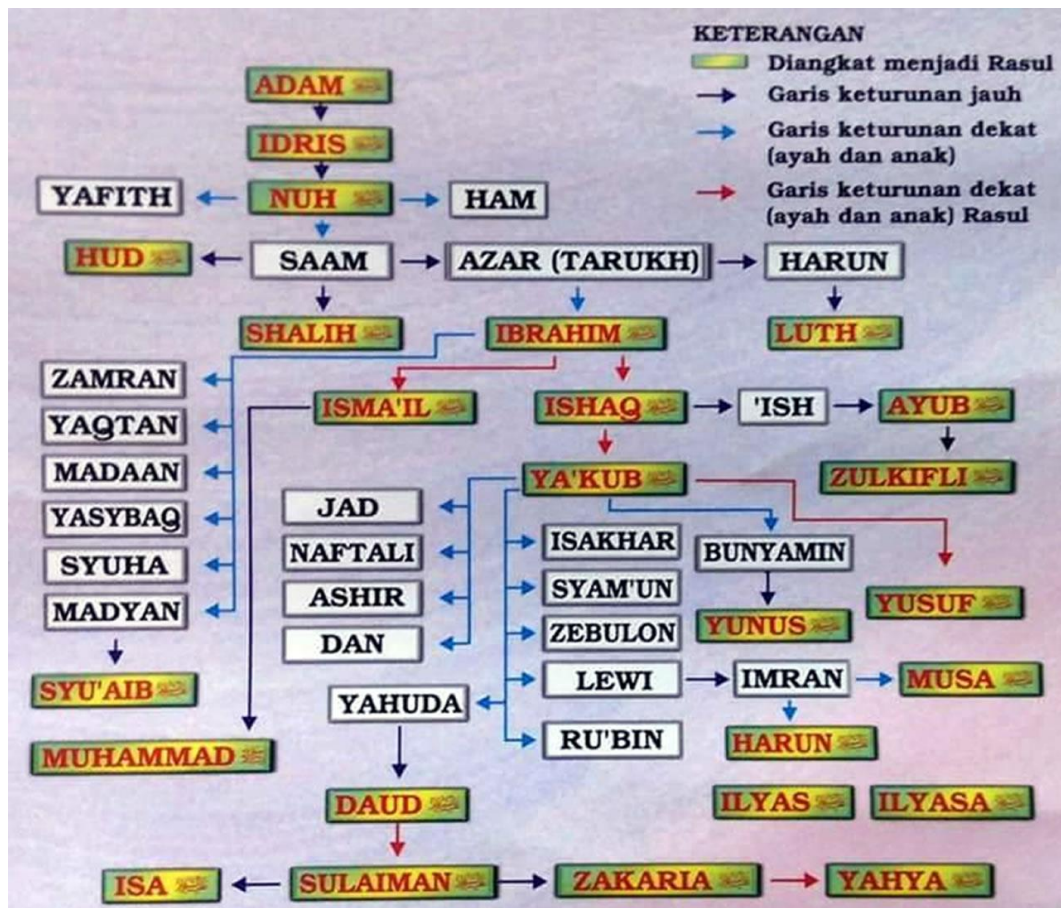 KETERANGAN
Diangkat menjadi Rasul
Garis keturunan jauh
Garis keturunan dekat
(ayah dan anak)
Garis keturunan dekat
(ayah dan anak) Rasul
ADAM
IDRIS
YAFITH
NUH
HAM
HUD
SAAM
AZAR (TARUKH)
HARUN
SHALIH
IBRAHIM
LUTH
ZAMRAN
ISMA'IL
ISHAQ
'ISH
AYUB
YAQTAN
MADAAN
YA'KUB
ZULKIFLI
YASYBAQ
JAD
ISAKHAR
BUNYAMIN
NAFTALI
SYUHA
ASHIR
SYAM'UN
YUSUF
MADYAN
DAN
ZEBULON
YUNUS
SYU'AIB
LEWI
IMRAN
MUSA
YAHUDA
RU'BIN
HARUN
MUHAMMAD
DAUD
ILYAS
ILYASA
ISA
SULAIMAN
ZAKARIA
YAHYA